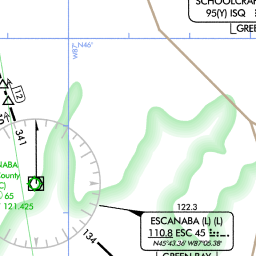 SCHOOLCRAF
95(Y) ISQ
GREE
W87° N46°
12
341
NABA
County
C)
65
121.425
134
122.3
ESCANABA (L) (L)
110.8 ESC 45
N45°43.36' W87°05.38'
GREEN BAY